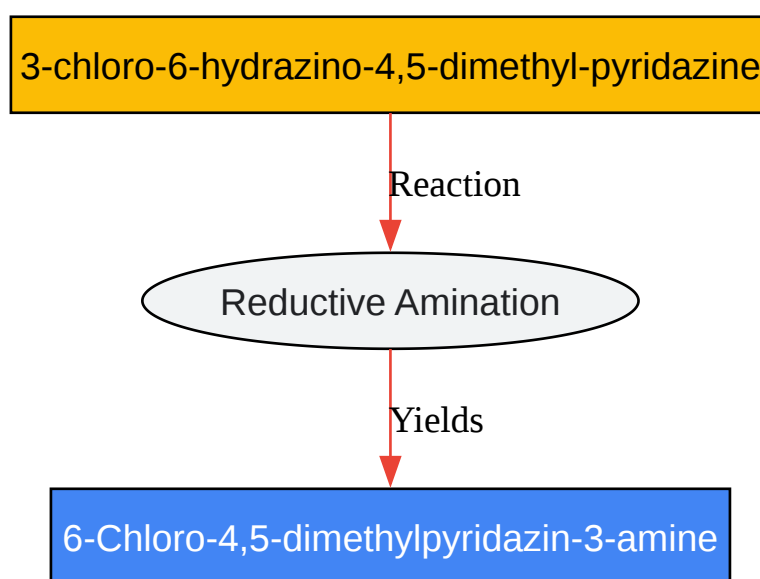 3-chloro-6-hydrazino-4,5-dimethyl-pyridazine
Reaction
Reductive Amination
Yields
6-Chloro-4,5-dimethylpyridazin-3-amine